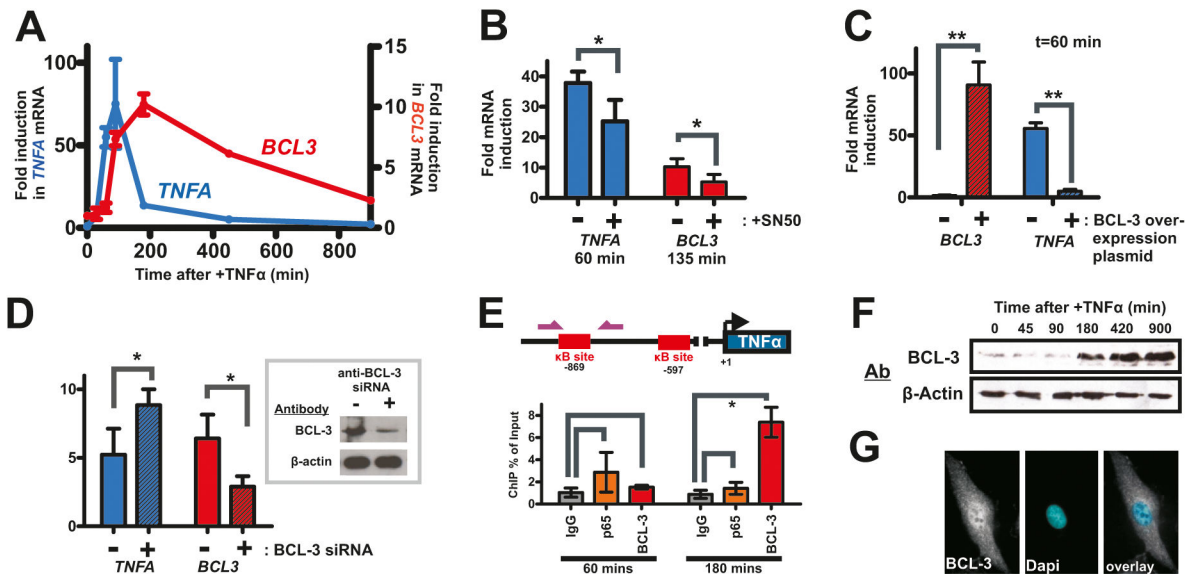 A
Fold induction
in TNFA mRNA
100
50
0
15
10
5
0
Fold induction
in BCL3 mRNA
BCL3
TNFA
0 200 400 600 800
Time after +TNFα (min)
B
Fold mRNA
induction
40
30
20
10
0
*
*
- + - + : +SN50
TNFA BCL3
60 min 135 min
C
t=60 min
Fold mRNA
induction
100
50
0
**
**
- + - + : BCL-3 over-
expression
plasmid
BCL3 TNFA
D
10
5
0
*
*
- + - + : BCL-3 siRNA
TNFA BCL3
anti-BCL-3
siRNA
Antibody - +
BCL-3
β-actin
E
κB site
-869
κB site
-597
+1
TNFα
ChIP % of Input
10
8
6
4
2
0
*
IgG p65 BCL-3 IgG p65 BCL-3
60 mins 180 mins
F
Time after +TNFα (min)
0 45 90 180 420 900
Ab
BCL-3
β-Actin
G
BCL-3 Dapi overlay